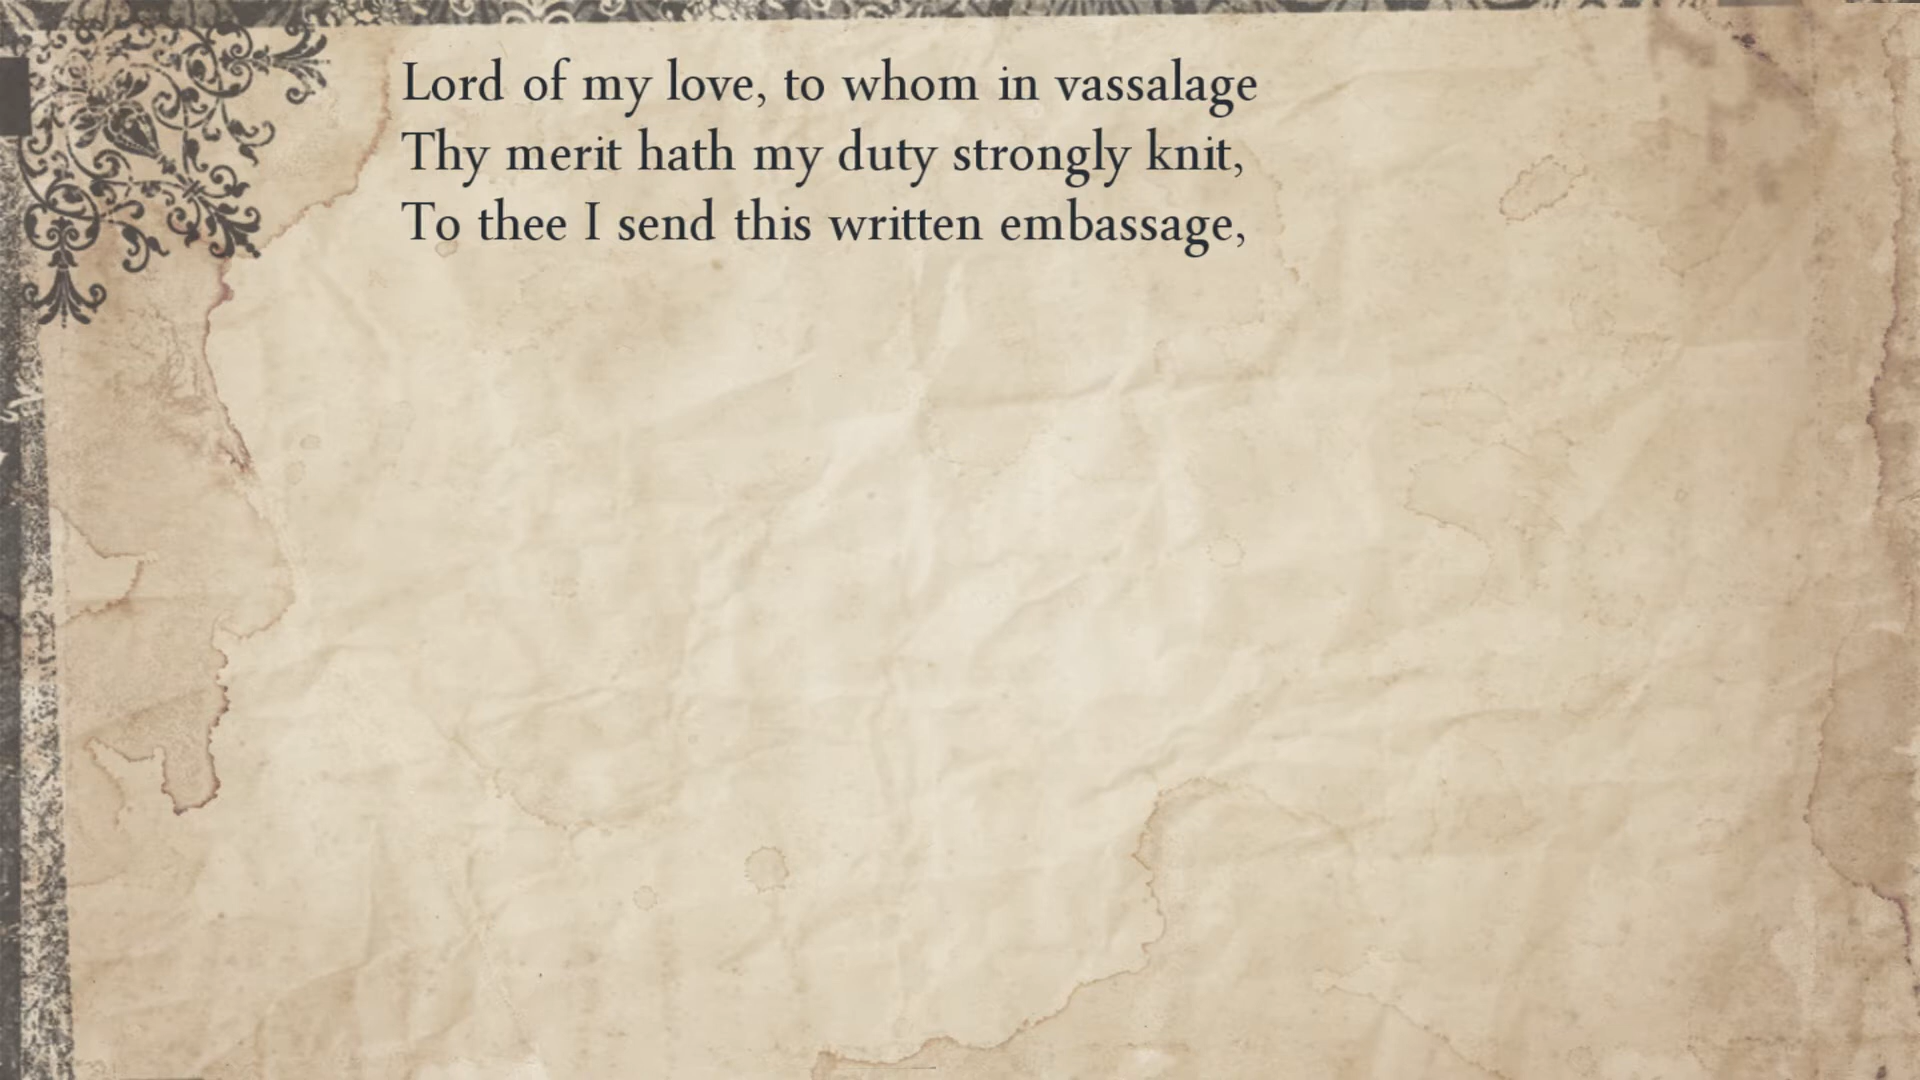 Lord of my love, to whom in vassalage
Thy merit hath my duty strongly knit,
To thee I send this written embassage,